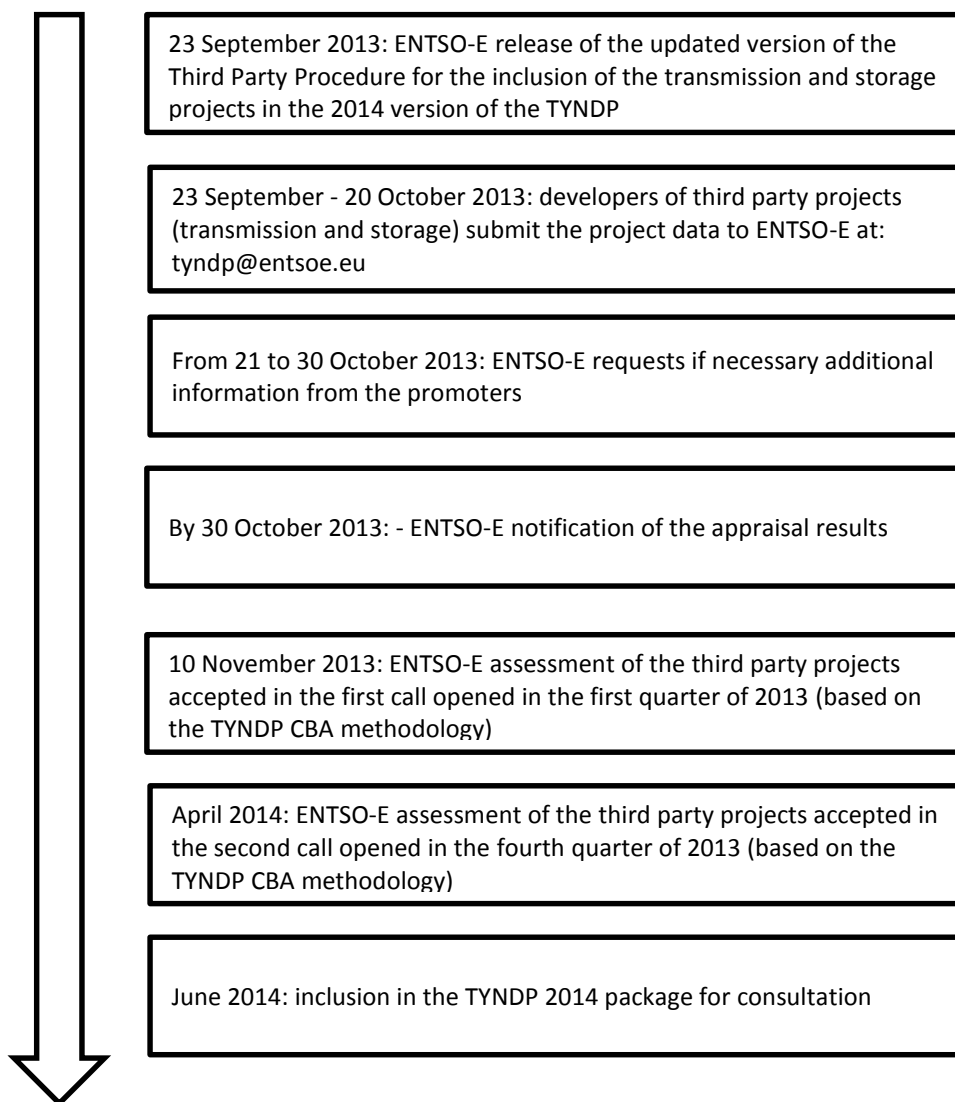 23 September 2013: ENTSO-E release of the updated version of the
Third Party Procedure for the inclusion of the transmission and storage
projects in the 2014 version of the TYNDP
23 September - 20 October 2013: developers of third party projects
(transmission and storage) submit the project data to ENTSO-E at:
tyndp@entsoe.eu
From 21 to 30 October 2013: ENTSO-E requests if necessary additional
information from the promoters
By 30 October 2013: - ENTSO-E notification of the appraisal results
10 November 2013: ENTSO-E assessment of the third party projects
accepted in the first call opened in the first quarter of 2013 (based on
the TYNDP CBA methodology)
April 2014: ENTSO-E assessment of the third party projects accepted in
the second call opened in the fourth quarter of 2013 (based on the
TYNDP CBA methodology)
June 2014: inclusion in the TYNDP 2014 package for consultation